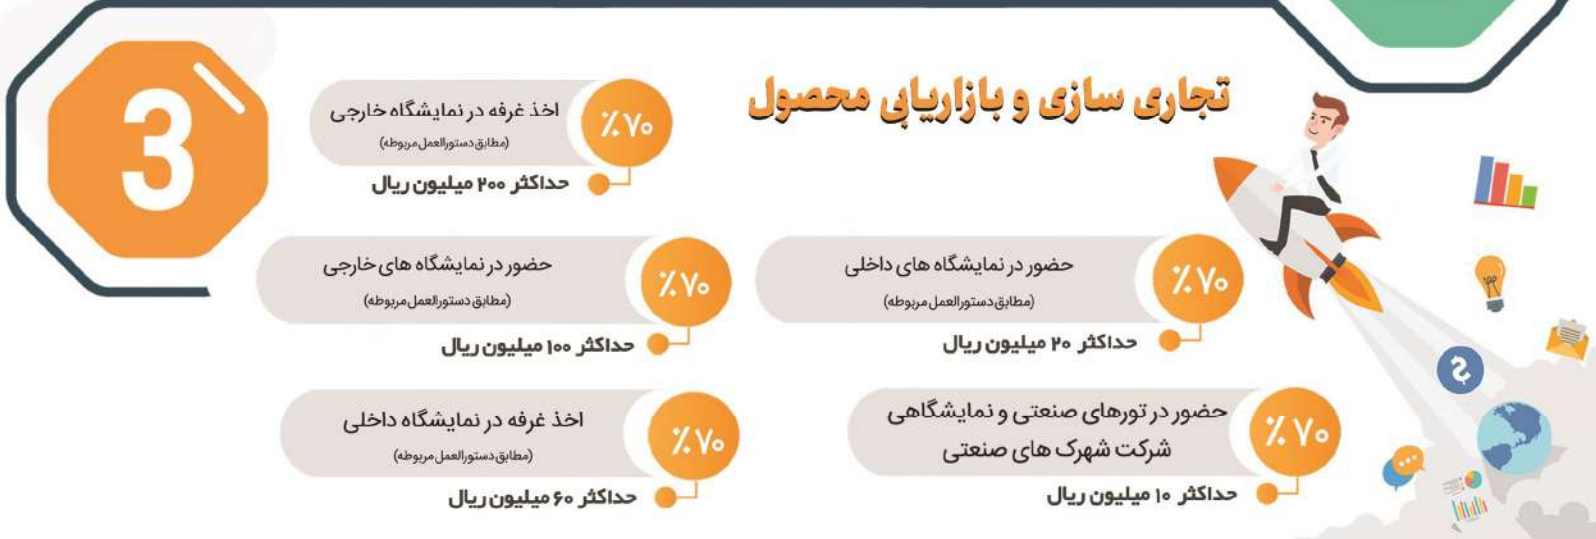 3
تجاری سازی و بازاریابی محصول
٪۷۰
اخذ غرفه در نمایشگاه خارجی
(مطابق دستورالعمل مربوطه)
حداکثر ۲۰۰ میلیون ریال
٪۷۰
حضور در نمایشگاه های داخلی
(مطابق دستورالعمل مربوطه)
حداکثر ۲۰ میلیون ریال
٪۷۰
حضور در نمایشگاه های خارجی
(مطابق دستورالعمل مربوطه)
حداکثر ۱۰۰ میلیون ریال
٪۷۰
حضور در تورهای صنعتی و نمایشگاهی
شرکت شهرک های صنعتی
حداکثر ۱۰ میلیون ریال
٪۷۰
اخذ غرفه در نمایشگاه داخلی
(مطابق دستورالعمل مربوطه)
حداکثر ۶۰ میلیون ریال
$